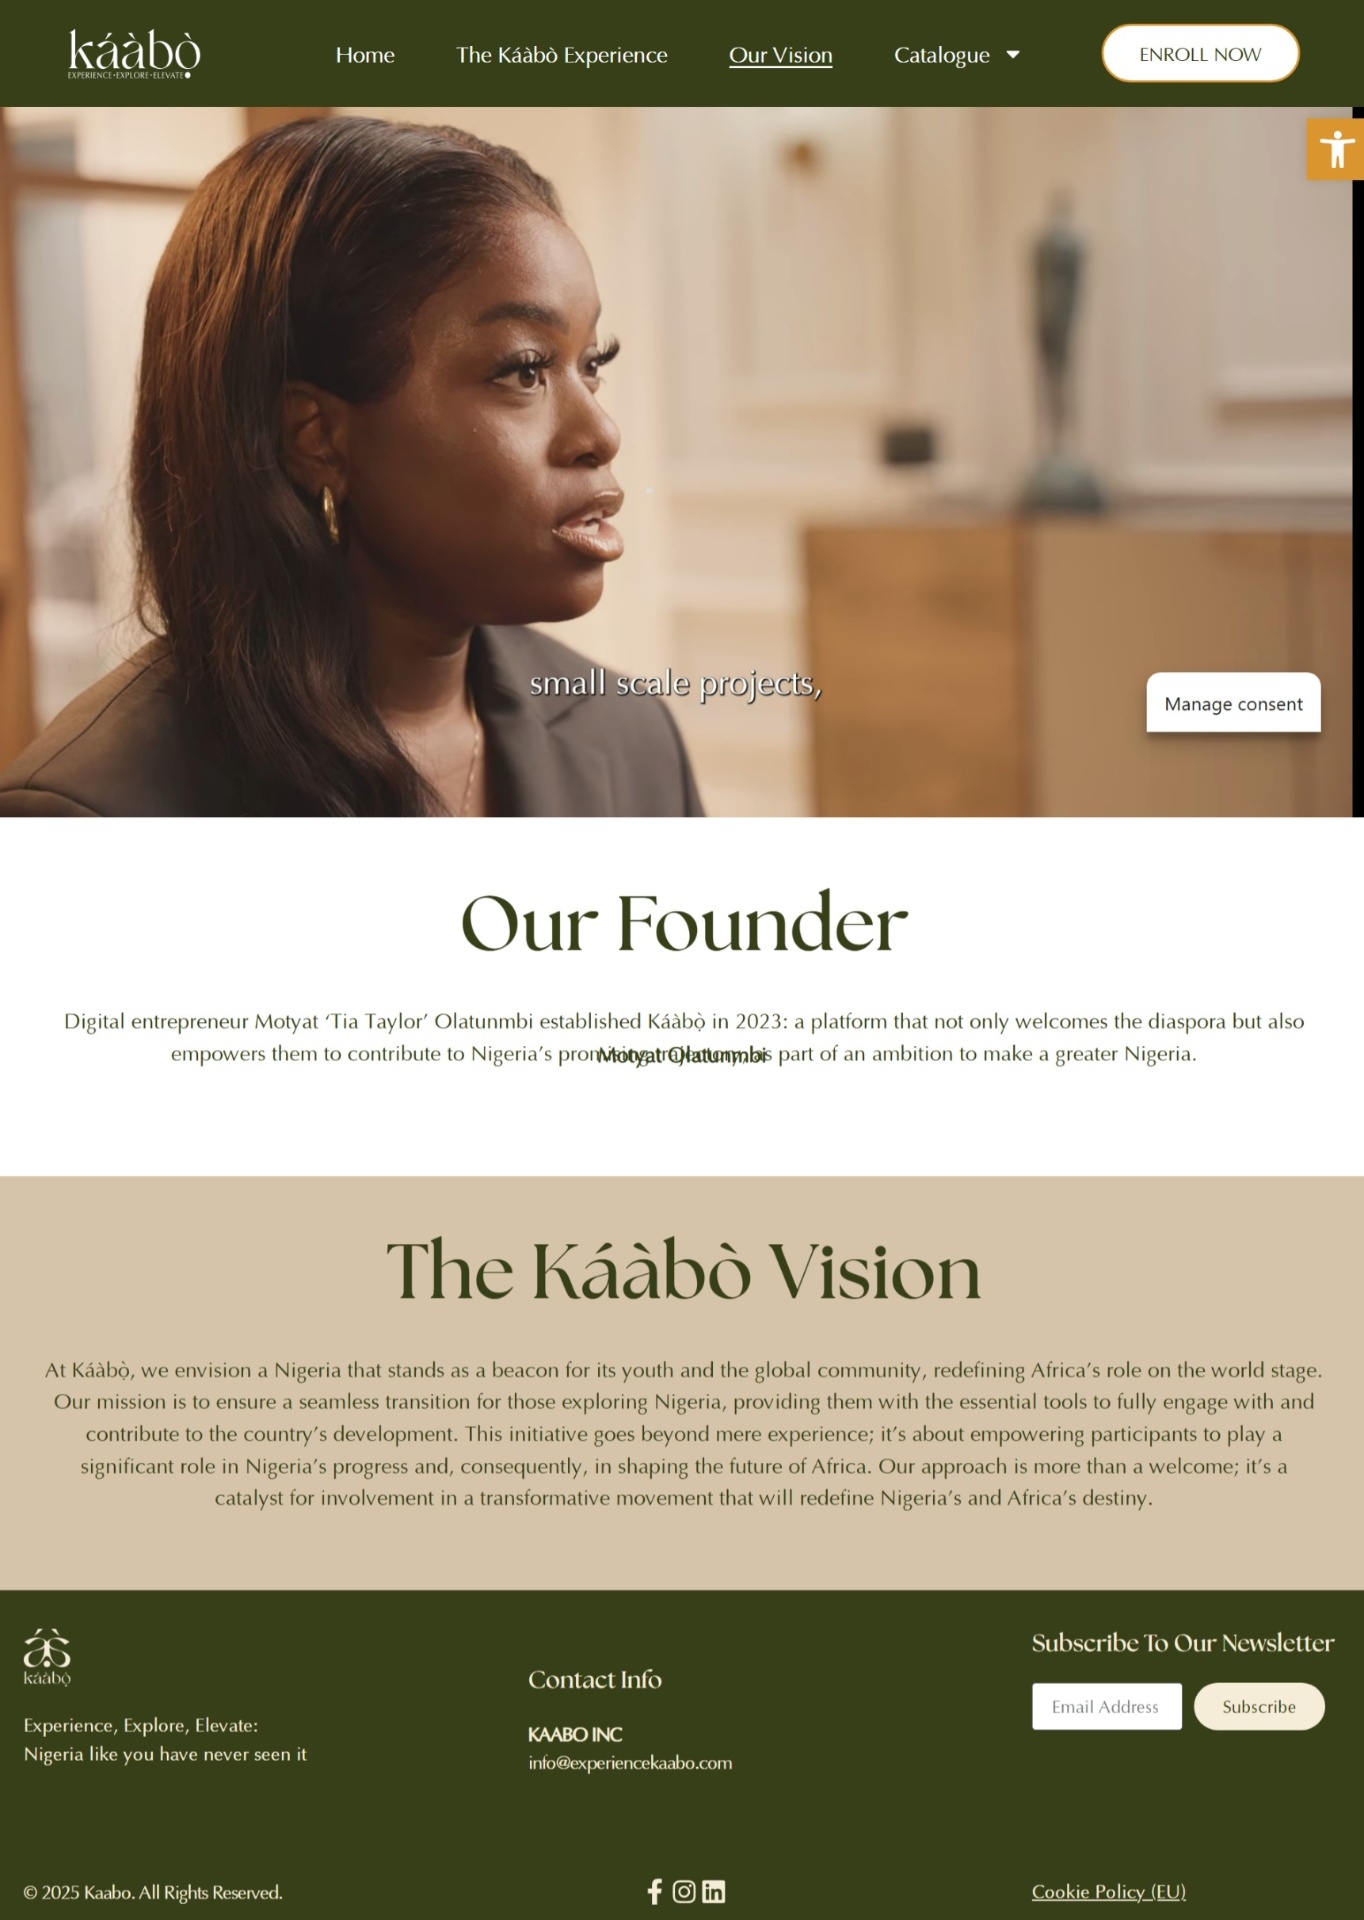 káàbò
EXPERIENCE•EXPLORE•ELEVATE
Home
The Káàbò Experience
Our Vision
Catalogue
ENROLL NOW
small scale projects,
Manage consent
Our Founder
Digital entrepreneur Motyat ‘Tia Taylor’ Olatunmbi established Káàbọ̀ in 2023: a platform that not only welcomes the diaspora but also
empowers them to contribute to Nigeria’s part of an ambition to make a greater Nigeria.
Motyat Olatunmbi
The Káàbò Vision
At Káàbọ̀, we envision a Nigeria that stands as a beacon for its youth and the global community, redefining Africa’s role on the world stage.
Our mission is to ensure a seamless transition for those exploring Nigeria, providing them with the essential tools to fully engage with and
contribute to the country’s development. This initiative goes beyond mere experience; it’s about empowering participants to play a
significant role in Nigeria’s progress and, consequently, in shaping the future of Africa. Our approach is more than a welcome; it’s a
catalyst for involvement in a transformative movement that will redefine Nigeria’s and Africa’s destiny.
káàbọ̀
Experience, Explore, Elevate:
Nigeria like you have never seen it
Contact Info
KAABO INC
info@experiencekaabo.com
Subscribe To Our Newsletter
Email Address
Subscribe
© 2025 Kaabo. All Rights Reserved.
Cookie Policy (EU)